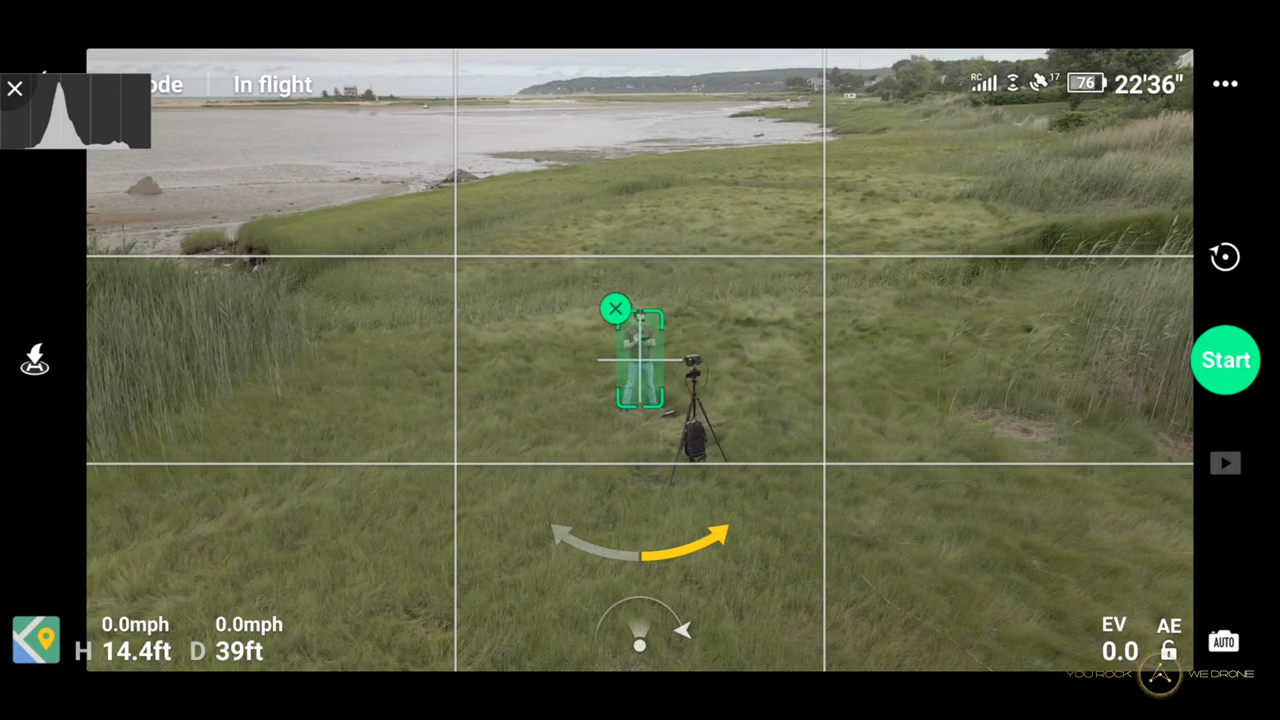 ode
In flight
RC
17
76
22'36"
Start
0.0mph
0.0mph
H 14.4ft
D 39ft
EV
0.0
AE
AUTO
YOU ROCK
WE DRONE